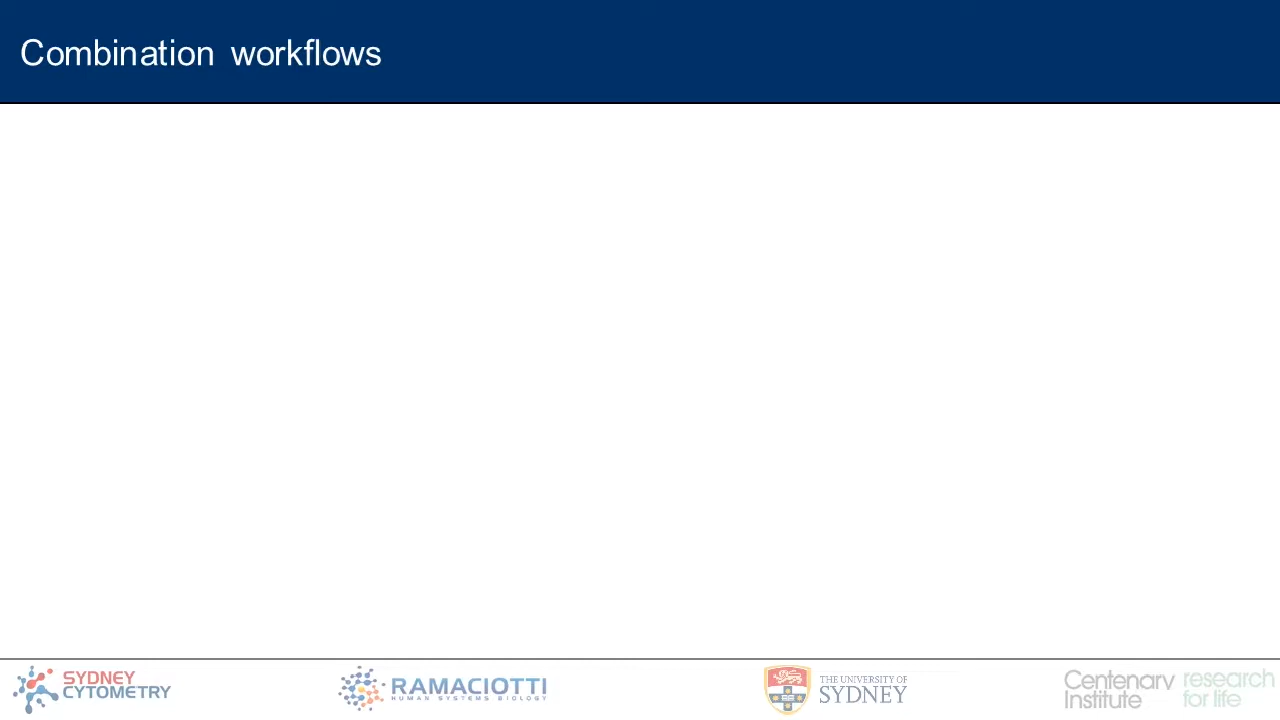 Combination workflows
SYDNEY
CYTOMETRY
RAMACIOTTI
HUMAN SYSTEMS BIOLOGY
THE UNIVERSITY OF
SYDNEY
Centenary
Institute
research
for life